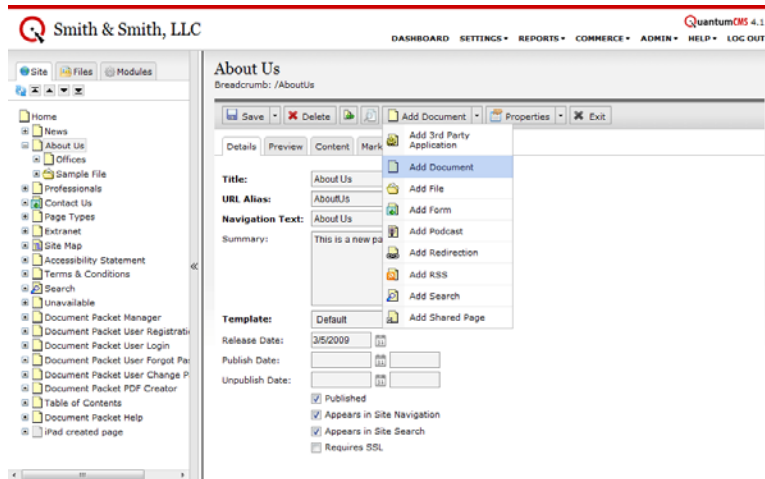 Smith & Smith, LLC
QuantumCMS 4.1
DASHBOARD SETTINGS REPORTS COMMERCE ADMIN HELP LOG OUT
Site Files Modules
Home
News
About Us
Offices
Sample File
Professionals
Contact Us
Page Types
Extranet
Site Map
Accessibility Statement
Terms & Conditions
Search
Unavailable
Document Packet Manager
Document Packet User Registrati
Document Packet User Login
Document Packet User Forgot Pa
Document Packet User Change P
Document Packet PDF Creator
Table of Contents
Document Packet Help
iPad created page
About Us
Breadcrumb: /AboutUs
Save Delete Add Document Properties Exit
Details Preview Content Mark
Add 3rd Party
Application
Add Document
Add File
Add Form
Add Podcast
Add Redirection
Add RSS
Add Search
Add Shared Page
Title: About Us
URL Alias: AboutUs
Navigation Text: About Us
Summary: This is a new pa
Template: Default
Release Date: 3/5/2009
Publish Date:
Unpublish Date:
Published
Appears in Site Navigation
Appears in Site Search
Requires SSL